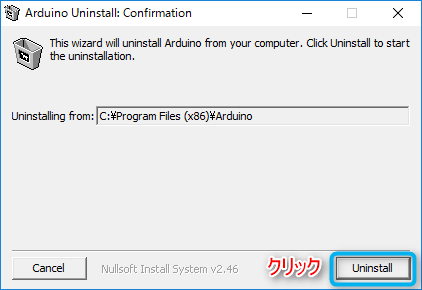 Arduino Uninstall: Confirmation
This wizard will uninstall Arduino from your computer. Click Uninstall to start
the uninstallation.
Uninstalling from: C:¥Program Files (x86)¥Arduino
Cancel Nullsoft Install System v2.46 クリック Uninstall